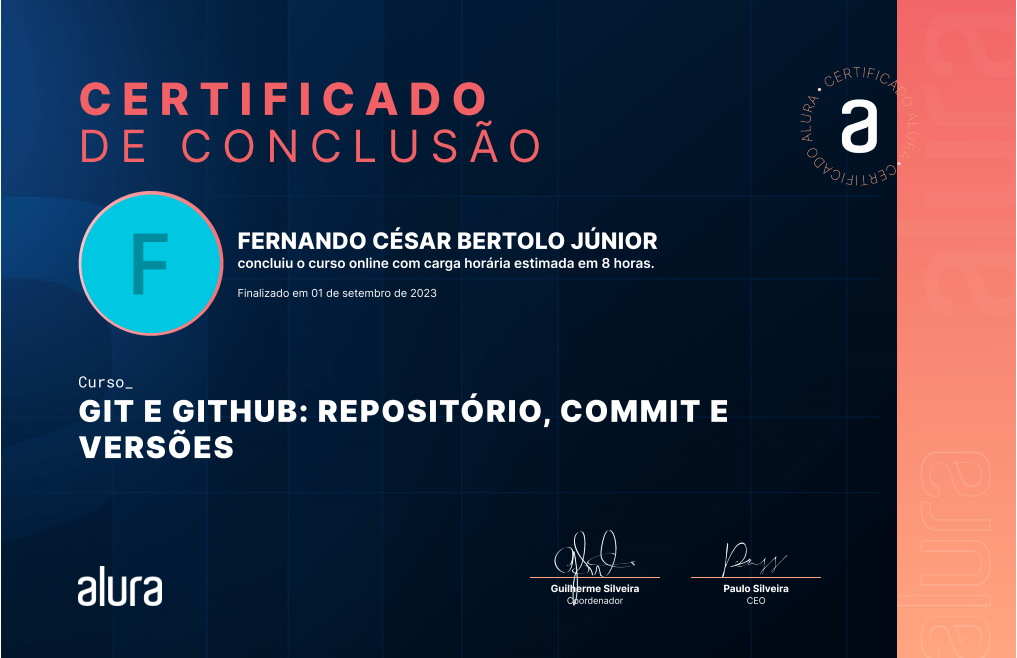 CERTIFICADO
DE CONCLUSÃO
CERTIFICADO ALURA • CERTIFICADO ALURA •
a
F
FERNANDO CÉSAR BERTOLO JÚNIOR
concluiu o curso online com carga horária estimada em 8 horas.
Finalizado em 01 de setembro de 2023
Curso_
GIT E GITHUB: REPOSITÓRIO, COMMIT E
VERSÕES
alura
Guilherme Silveira
Coordenador
Paulo Silveira
CEO
alura
alura